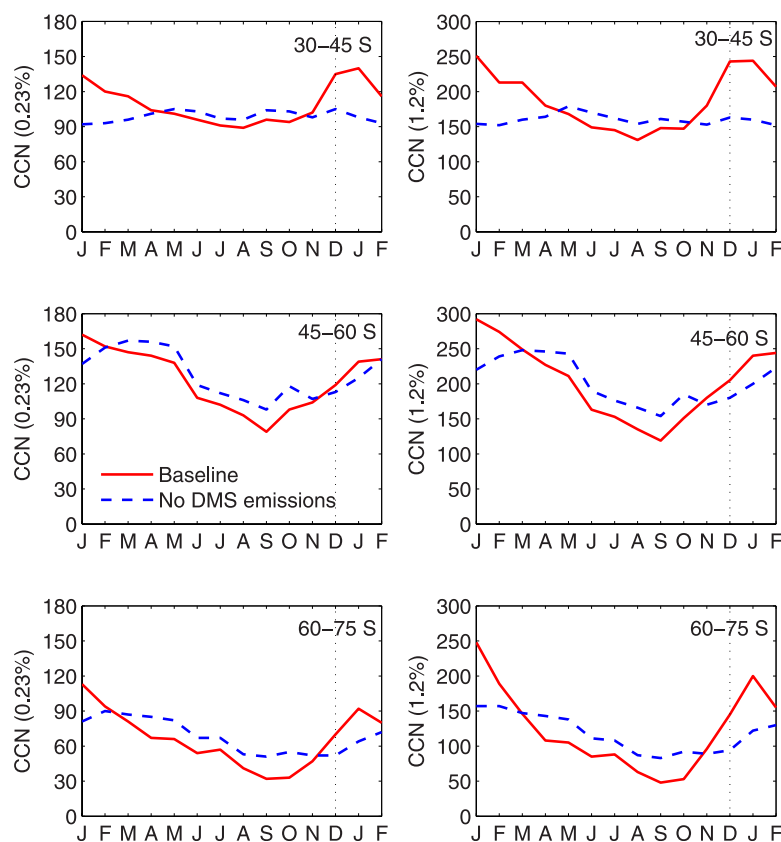 180
150
120
90
60
30
0
CCN (0.23%)
30–45 S
J F M A M J J A S O N D J F
300
250
200
150
100
50
0
CCN (1.2%)
30–45 S
J F M A M J J A S O N D J F
180
150
120
90
60
30
0
CCN (0.23%)
45–60 S
Baseline
No DMS emissions
J F M A M J J A S O N D J F
300
250
200
150
100
50
0
CCN (1.2%)
45–60 S
J F M A M J J A S O N D J F
180
150
120
90
60
30
0
CCN (0.23%)
60–75 S
J F M A M J J A S O N D J F
300
250
200
150
100
50
0
CCN (1.2%)
60–75 S
J F M A M J J A S O N D J F